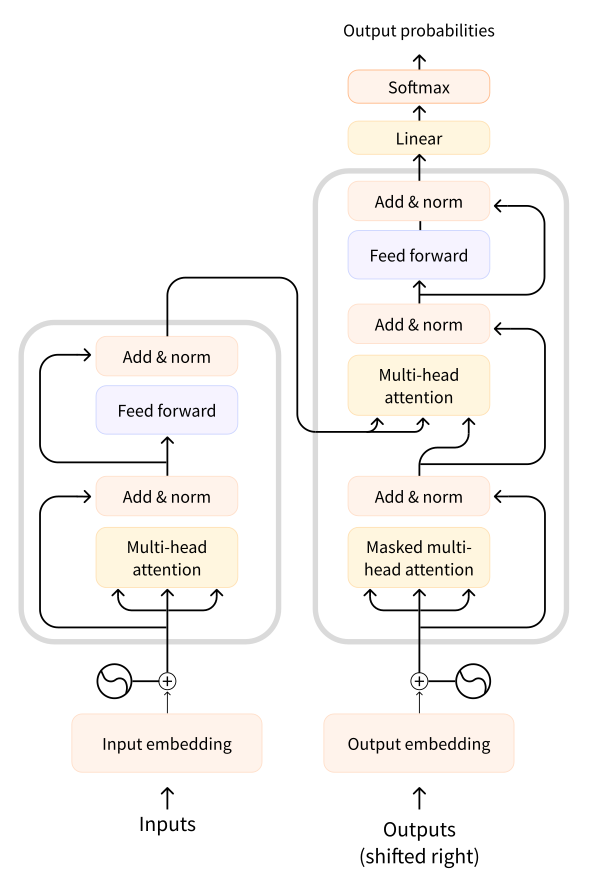 Output probabilities
Softmax
Linear
Add & norm
Feed forward
Add & norm
Multi-head
attention
Add & norm
Masked multi-
head attention
Output embedding
Outputs
(shifted right)
Add & norm
Feed forward
Add & norm
Multi-head
attention
Input embedding
Inputs